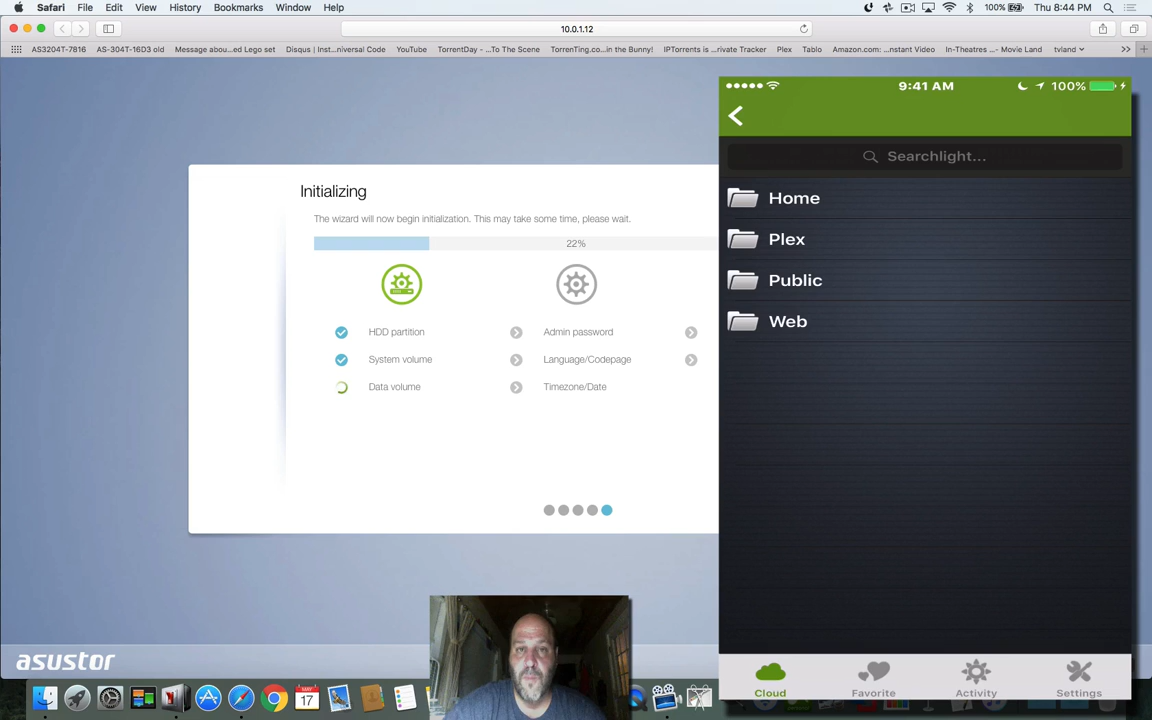 Safari File Edit View History Bookmarks Window Help 100% Thu 8:44 PM
10.0.1.12
AS3204T-7816 AS-304T-16D3 old Message abou...ed Lego set Disqus | Inst...niversal Code YouTube TorrentDay - ...To The Scene TorrenTing.co...in the Bunny! IPTorrents is ...rivate Tracker Plex Tablo Amazon.com: ...nstant Video In-Theatres ... - Movie Land tvland
9:41 AM 100%
Searchlight...
Home
Plex
Public
Web
Cloud Favorite Activity Settings
Initializing
The wizard will now begin initialization. This may take some time, please wait.
22%
HDD partition Admin password
System volume Language/Codepage
Data volume Timezone/Date
asustor
MAY
17